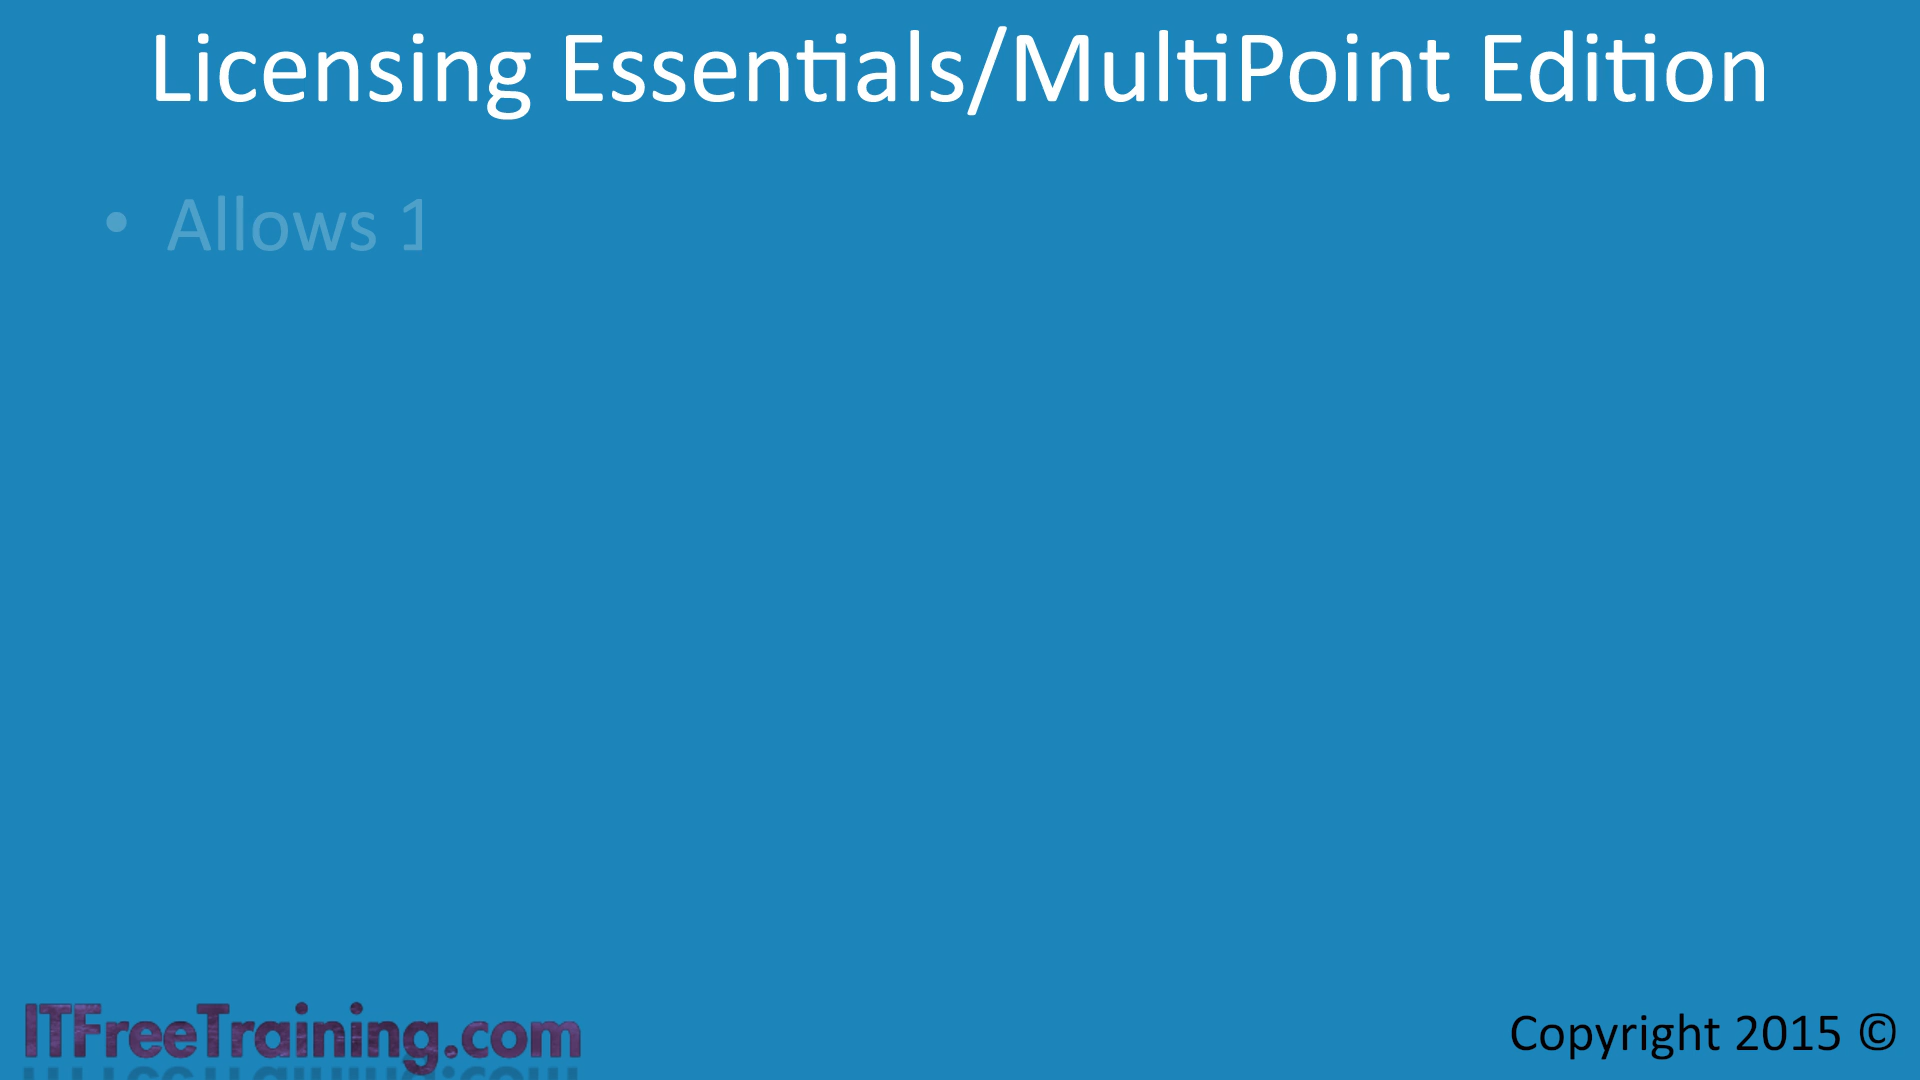 Licensing Essentials/MultiPoint Edition
• Allows 1
ITFreeTraining.com
Copyright 2015 ©